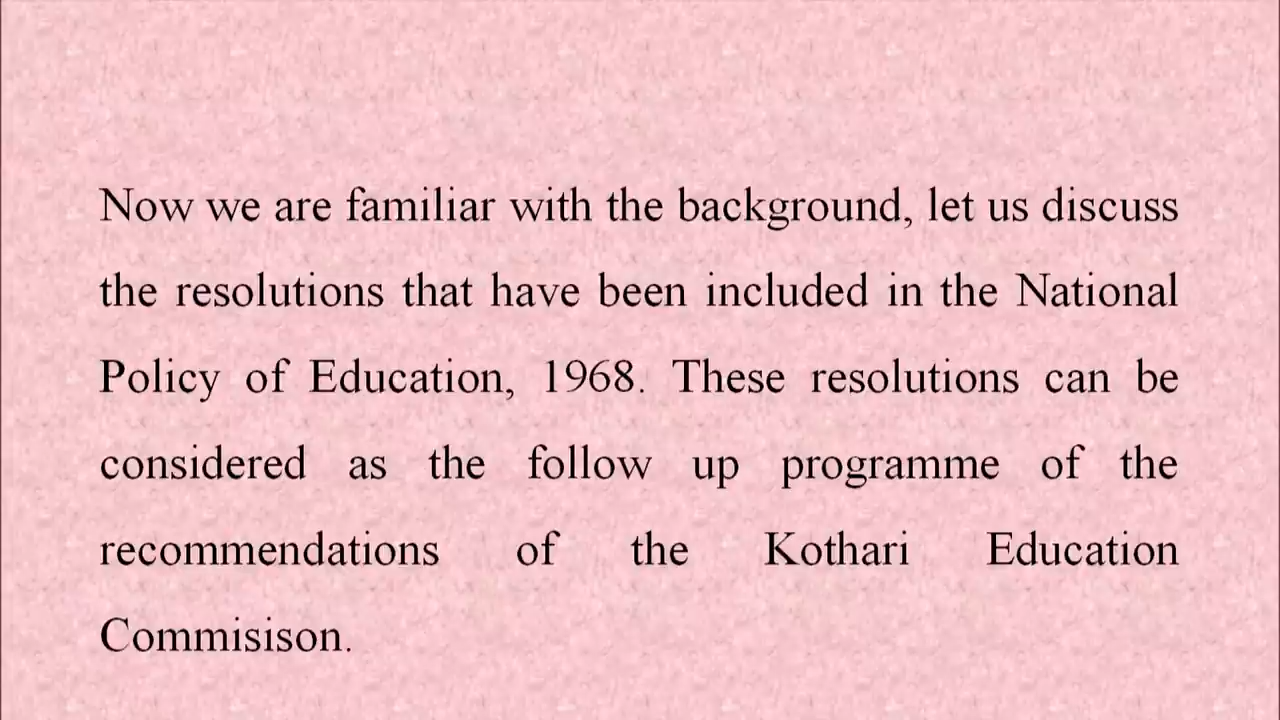 Now we are familiar with the background, let us discuss
the resolutions that have been included in the National
Policy of Education, 1968. These resolutions can be
considered as the follow up programme of the
recommendations of the Kothari Education
Commisison.